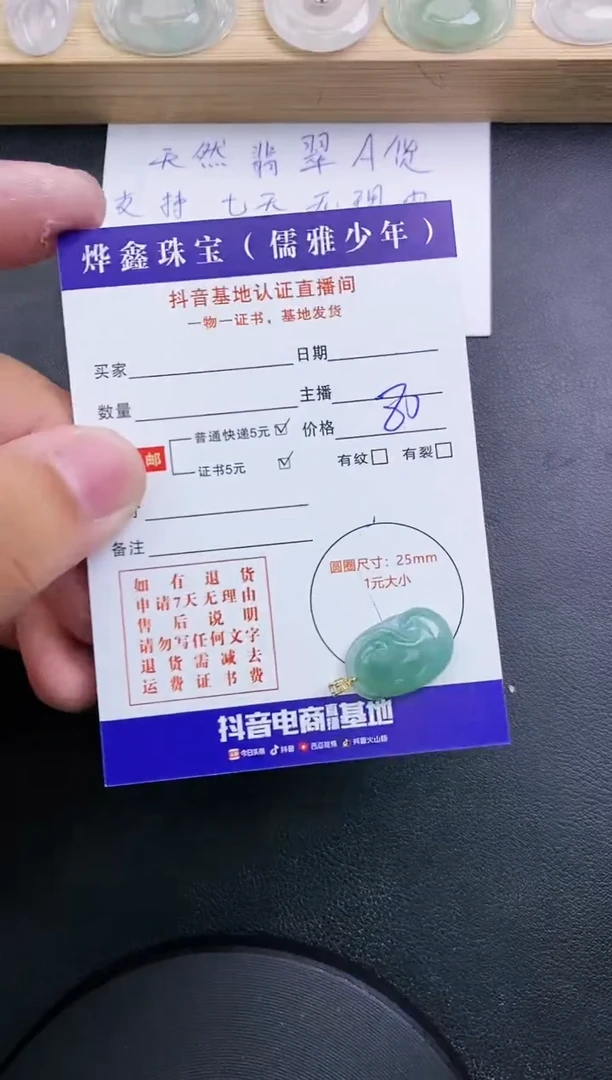 天然翡翠A货
支持七天无理由
烨鑫珠宝（儒雅少年）
抖音基地认证直播间
一物一证书，基地发货
买家 日期
数量 主播
80
邮 普通快递5元 ☑ 价格
证书5元 ☑ 有纹□ 有裂□
备注
如有退货
申请7天无理由
售后说明
请勿写任何文字
退货需减去
运费证书费
圆圈尺寸：25mm
1元大小
抖音电商直播基地
今日头条 抖音 西瓜视频 抖音火山版